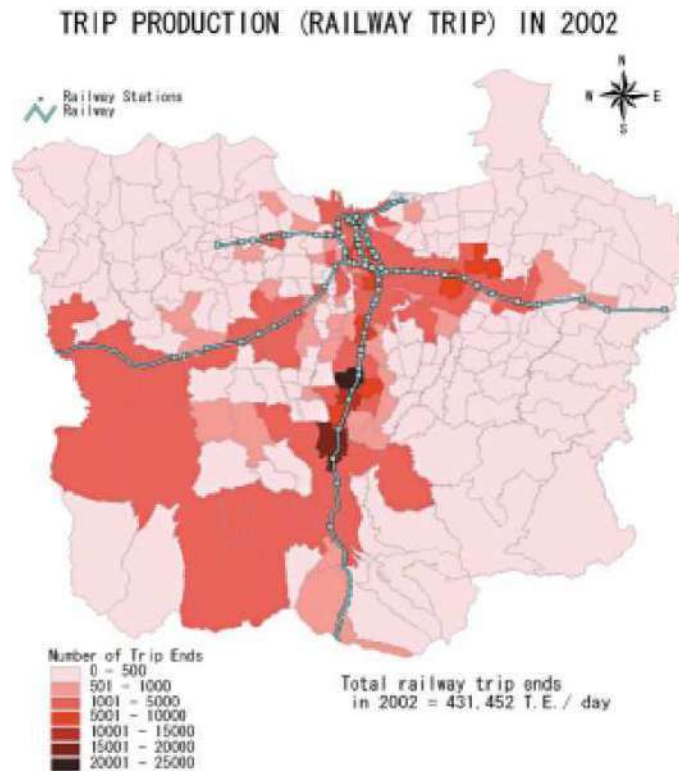 TRIP PRODUCTION (RAILWAY TRIP) IN 2002
N
W E
S
Railway Stations
Railway
Number of Trip Ends
0 - 500
501 - 1000
1001 - 5000
5001 - 10000
10001 - 15000
15001 - 20000
20001 - 25000
Total railway trip ends
in 2002 = 431,452 T.E./ day